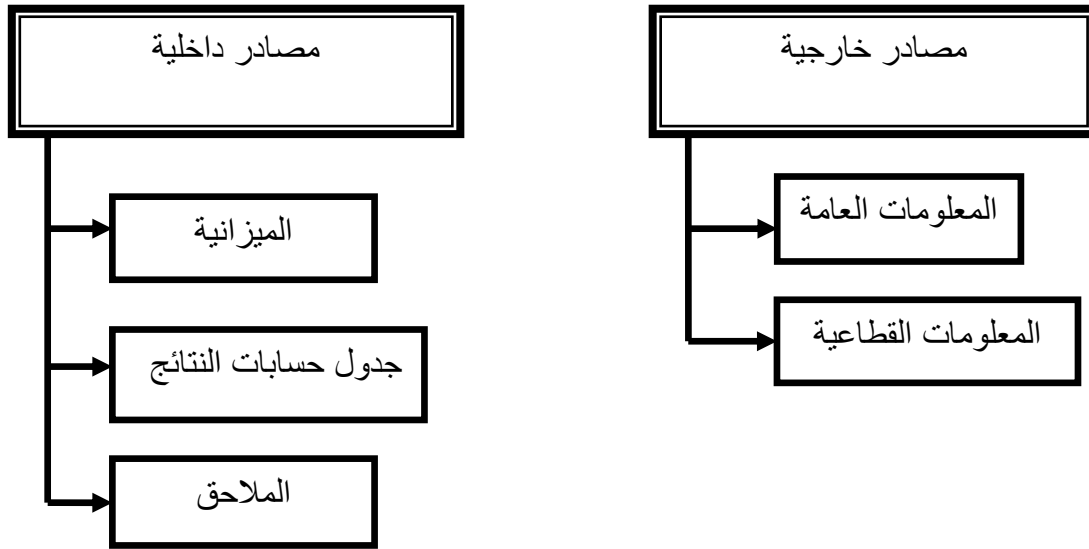 مصادر خارجية
المعلومات العامة
المعلومات القطاعية
مصادر داخلية
الميزانية
جدول حسابات النتائج
الملاحق